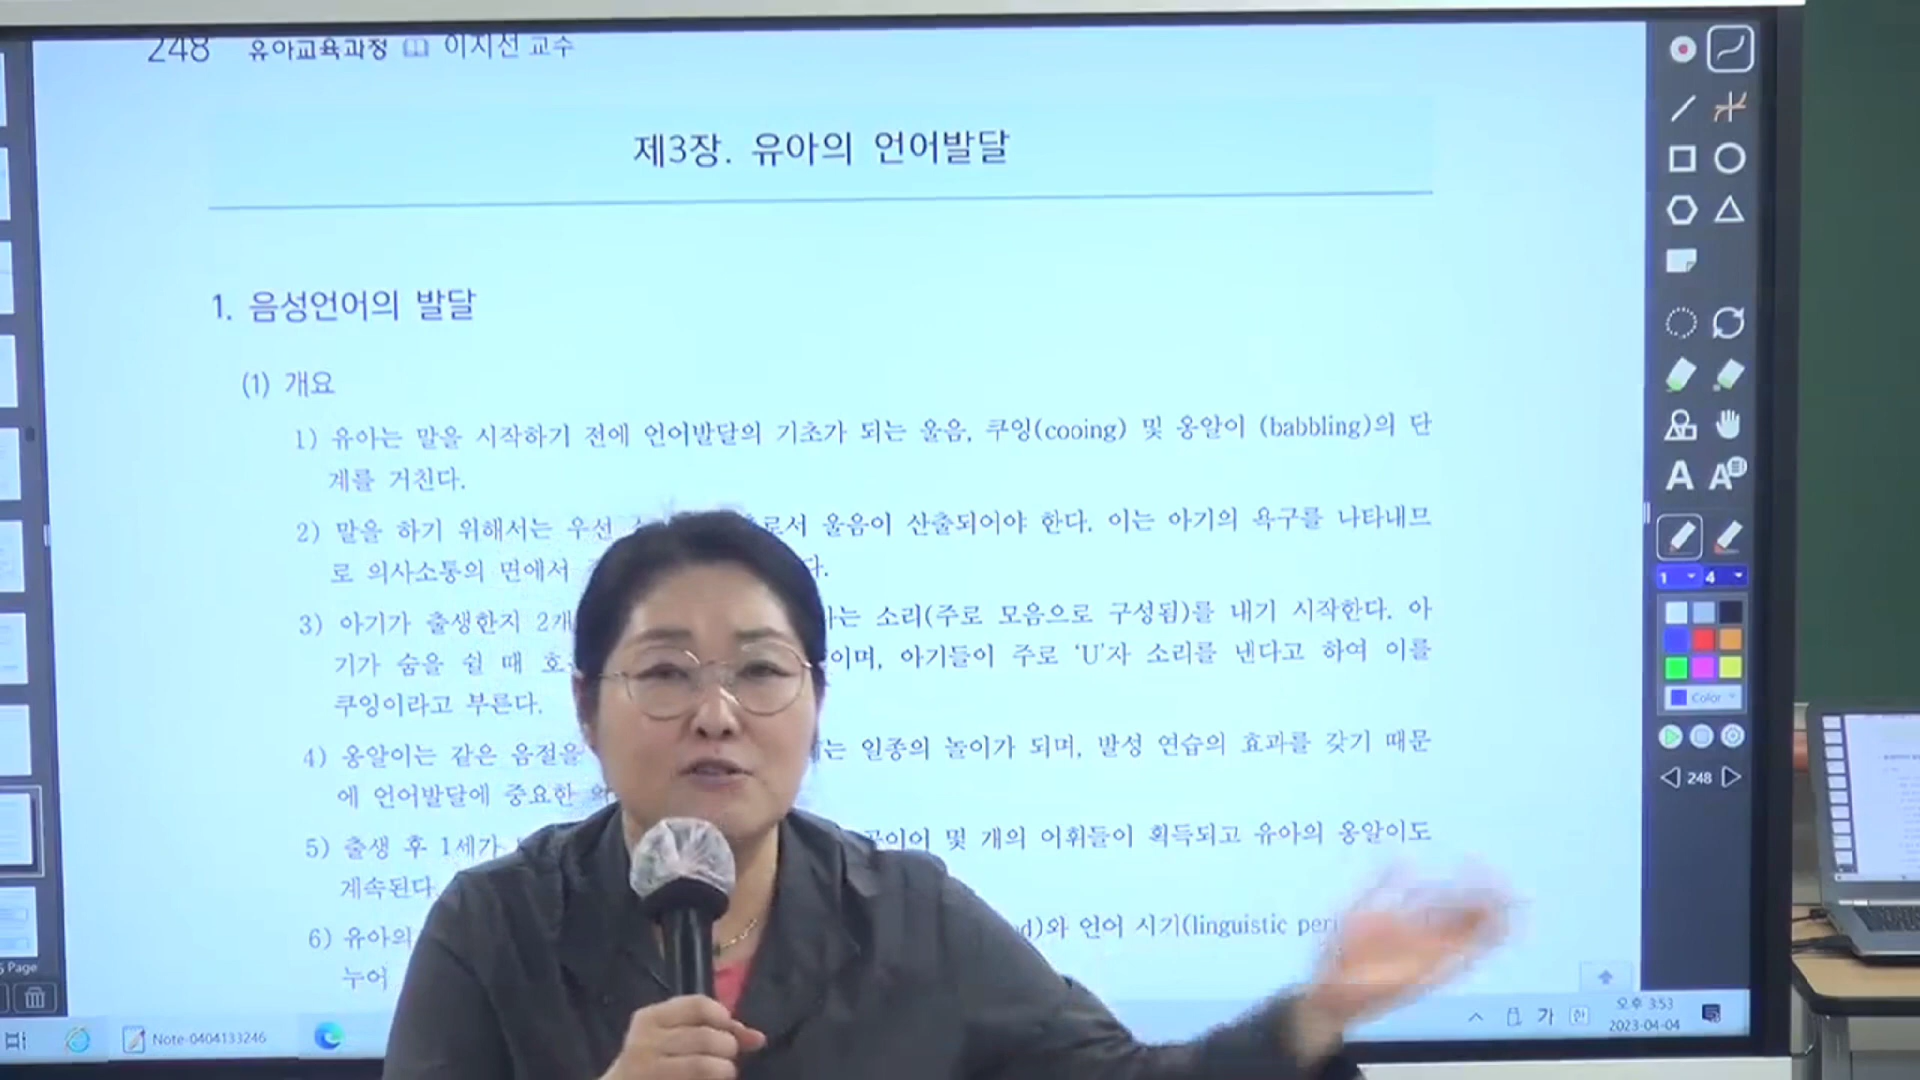 248 유아교육과정 이지선 교수
제3장. 유아의 언어발달
1. 음성언어의 발달
(1) 개요
1) 유아는 말을 시작하기 전에 언어발달의 기초가 되는 울음, 쿠잉(cooing) 및 옹알이 (babbling)의 단
계를 거친다.
2) 말을 하기 위해서는 우선 로서 울음이 산출되어야 한다. 이는 아기의 욕구를 나타내므
로 의사소통의 면에서 다.
3) 아기가 출생한지 2개 는 소리(주로 모음으로 구성됨)를 내기 시작한다. 아
기가 숨을 쉴 때 이며, 아기들이 주로 ‘U’자 소리를 낸다고 하여 이를
쿠잉이라고 부른다.
4) 옹알이는 같은 음절을 는 일종의 놀이가 되며, 발성 연습의 효과를 갖기 때문
에 언어발달에 중요한
5) 출생 후 1세가 몇 개의 어휘들이 획득되고 유아의 옹알이도
계속된다.
6) 유아의 와 언어 시기(linguistic peri
누어
A A
1 4
Color
248
Page
Note-0404133246
가 한
오후 3:53
2023-04-04